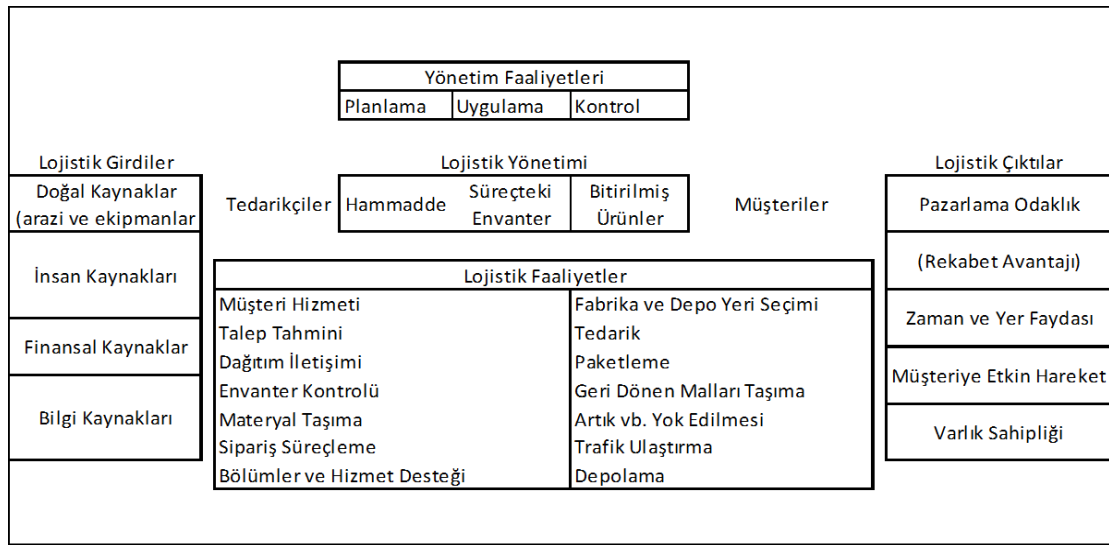 Yönetim Faaliyetleri
Planlama Uygulama Kontrol
Lojistik Girdiler
Lojistik Yönetimi
Lojistik Çıktılar
Doğal Kaynaklar
(arazi ve ekipmanlar
İnsan Kaynakları
Finansal Kaynaklar
Bilgi Kaynakları
Tedarikçiler
Hammadde
Süreçteki
Envanter
Bitirilmiş
Ürünler
Müşteriler
Lojistik Faaliyetler
Müşteri Hizmeti
Talep Tahmini
Dağıtım İletişimi
Envanter Kontrolü
Materyal Taşıma
Sipariş Süreçleme
Bölümler ve Hizmet Desteği
Fabrika ve Depo Yeri Seçimi
Tedarik
Paketleme
Geri Dönen Malları Taşıma
Artık vb. Yok Edilmesi
Trafik Ulaştırma
Depolama
Pazarlama Odaklık
(Rekabet Avantajı)
Zaman ve Yer Faydası
Müşteriye Etkin Hareket
Varlık Sahipliği